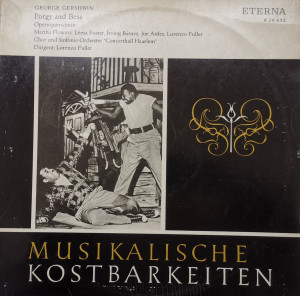 GEORGE GERSHWIN
Porgy and Bess
Opernquerschnitt
Martha Flowers, Leesa Foster, Irving Barnes, Joe Attles, Lorenzo Fuller
Chor und Sinfonie-Orchester "Concerthall Haarlem"
Dirigent: Lorenzo Fuller
ETERNA
MUSIKALISCHE
KOSTBARKEITEN